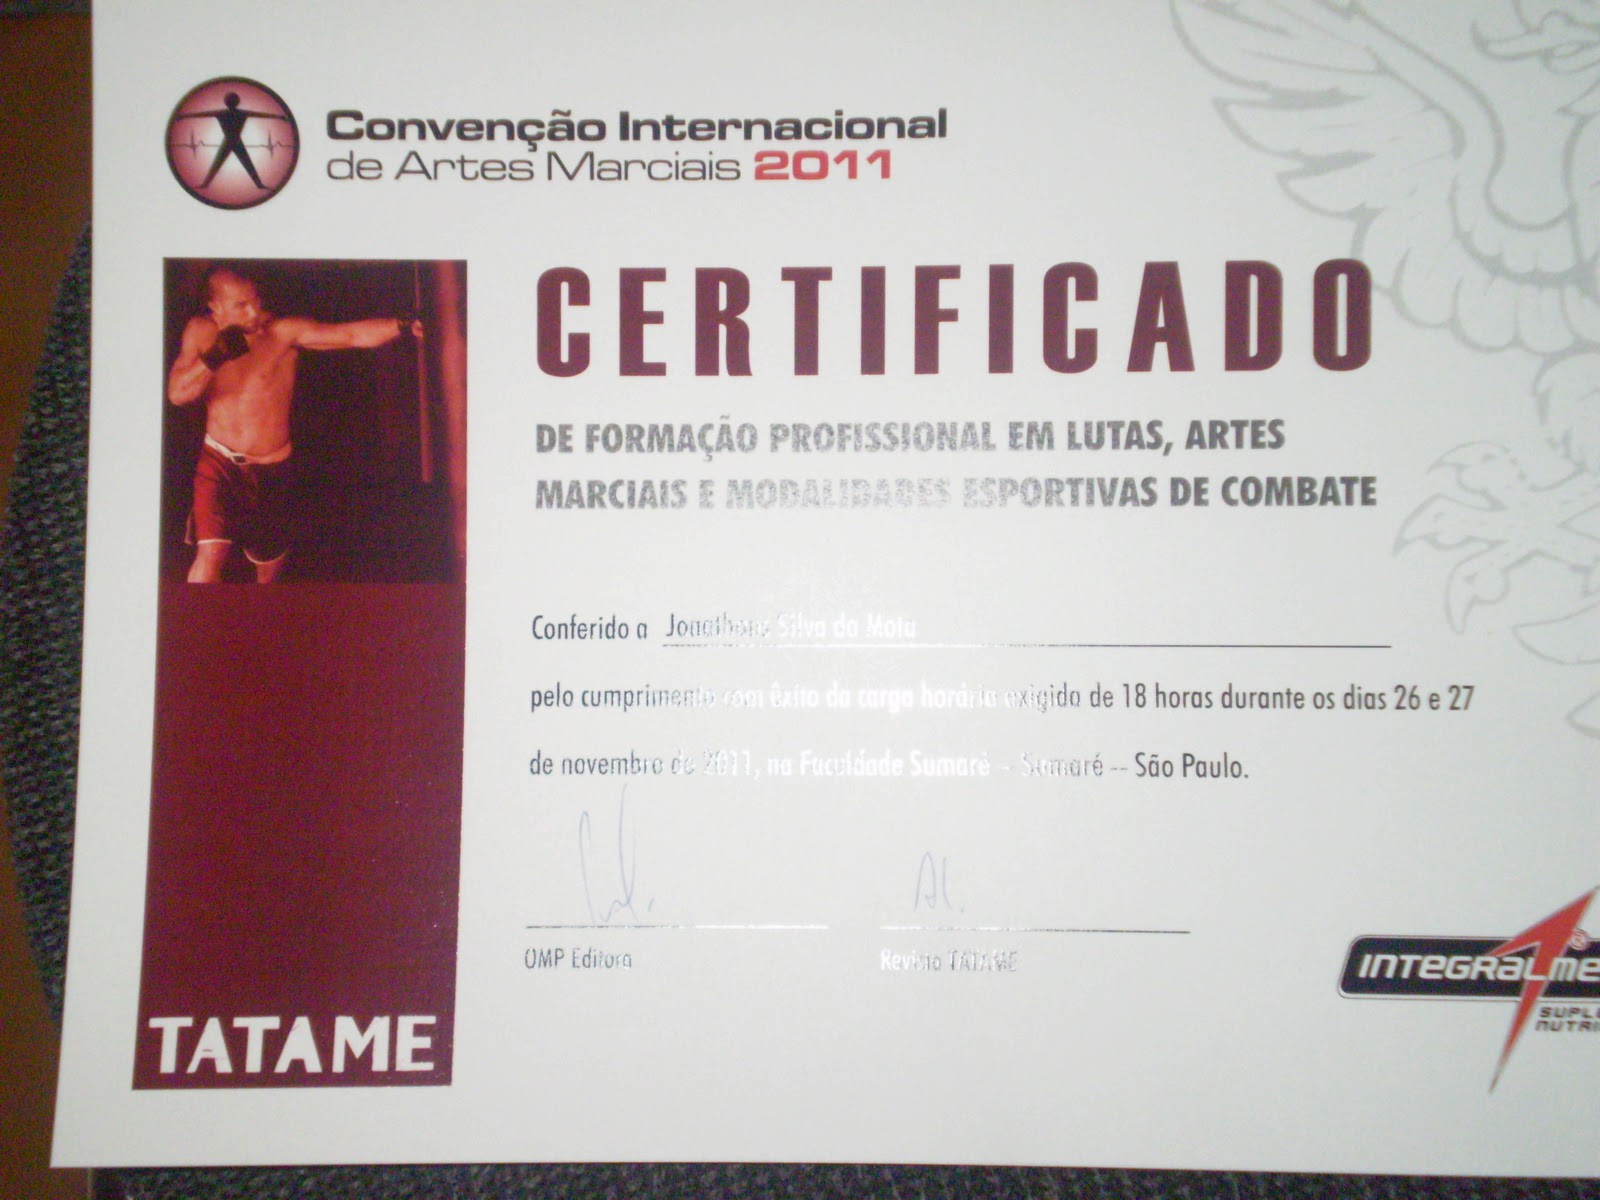 Convenção Internacional
de Artes Marciais 2011
CERTIFICADO
DE FORMAÇÃO PROFISSIONAL EM LUTAS, ARTES
MARCIAIS E MODALIDADES ESPORTIVAS DE COMBATE
Conferido a Silva da Mota
pelo cumprimento com êxito da carga horária exigida de 18 horas durante os dias 26 e 27
de novembro de 2011, na Faculdade Sumaré - Sumaré -- São Paulo.
OMP Editora
Revista TATAME
TATAME
INTEGRALME
SUPLE
NUTRI